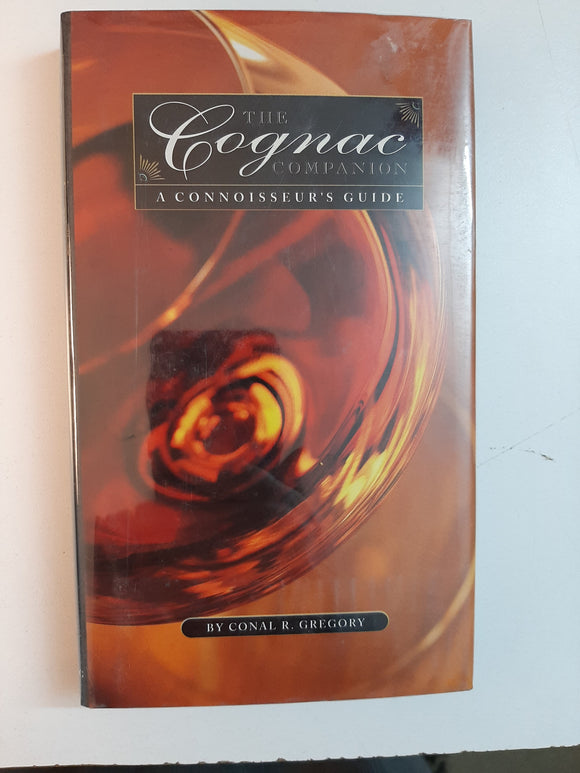 THE
Cognac
COMPANION
A CONNOISSEUR'S GUIDE
BY CONAL R. GREGORY